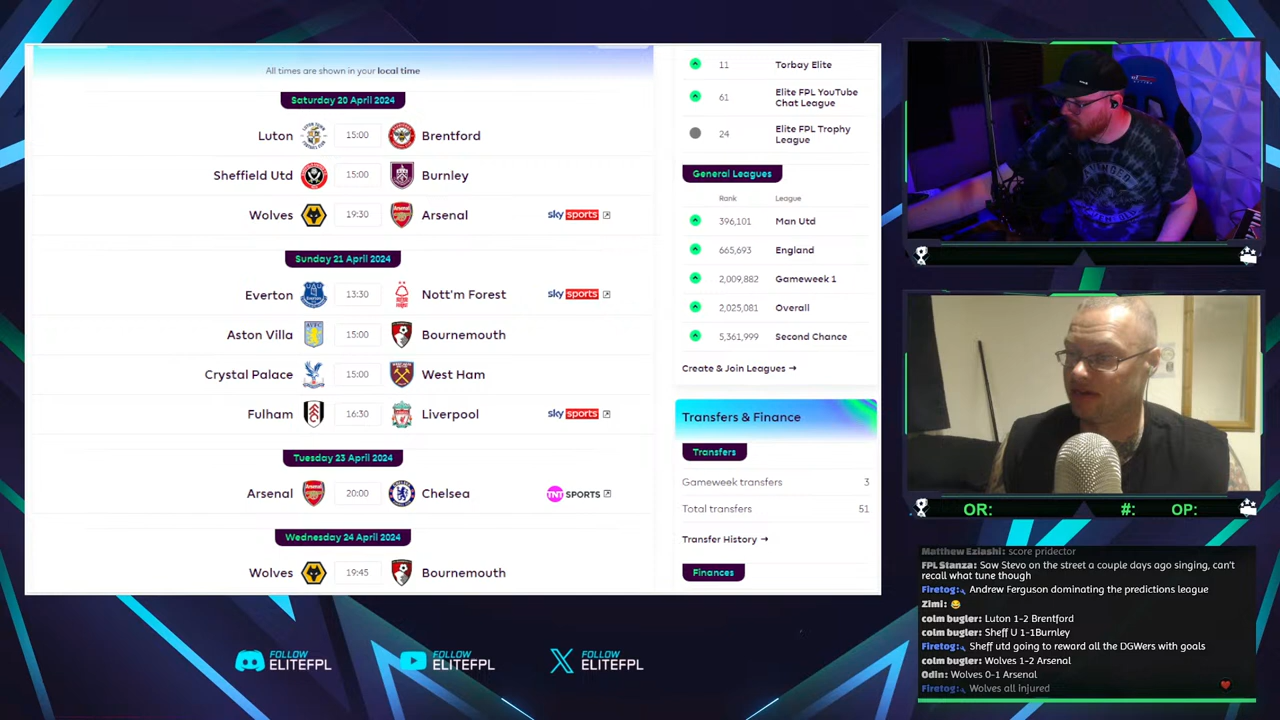 All times are shown in your local time
Saturday 20 April 2024
Luton 15:00 Brentford
Sheffield Utd 15:00 Burnley
Wolves 19:30 Arsenal sky sports
Sunday 21 April 2024
Everton 13:30 Nott'm Forest sky sports
Aston Villa 15:00 Bournemouth
Crystal Palace 15:00 West Ham
Fulham 16:30 Liverpool sky sports
Tuesday 23 April 2024
Arsenal 20:00 Chelsea TNT SPORTS
Wednesday 24 April 2024
Wolves 19:45 Bournemouth
11 Torbay Elite
61 Elite FPL YouTube
Chat League
24 Elite FPL Trophy
League
General Leagues
Rank League
396,101 Man Utd
665,693 England
2,009,882 Gameweek 1
2,025,081 Overall
5,361,999 Second Chance
Create & Join Leagues →
Transfers & Finance
Transfers
Gameweek transfers 3
Total transfers 51
Transfer History →
Finances
OR: #: OP:
Matthew Eziashi: score pridector
FPL Stanza: Saw Stevo on the street a couple days ago singing, can't
recall what tune though
Firetog: Andrew Ferguson dominating the predictions league
Zimi: 😂
colm bugler: Luton 1-2 Brentford
colm bugler: Sheff U 1-1Burnley
Firetog: Sheff utd going to reward all the DGWers with goals
colm bugler: Wolves 1-2 Arsenal
Odin: Wolves 0-1 Arsenal
Firetog: Wolves all injured
FOLLOW
ELITEFPL
FOLLOW
ELITEFPL
FOLLOW
ELITEFPL